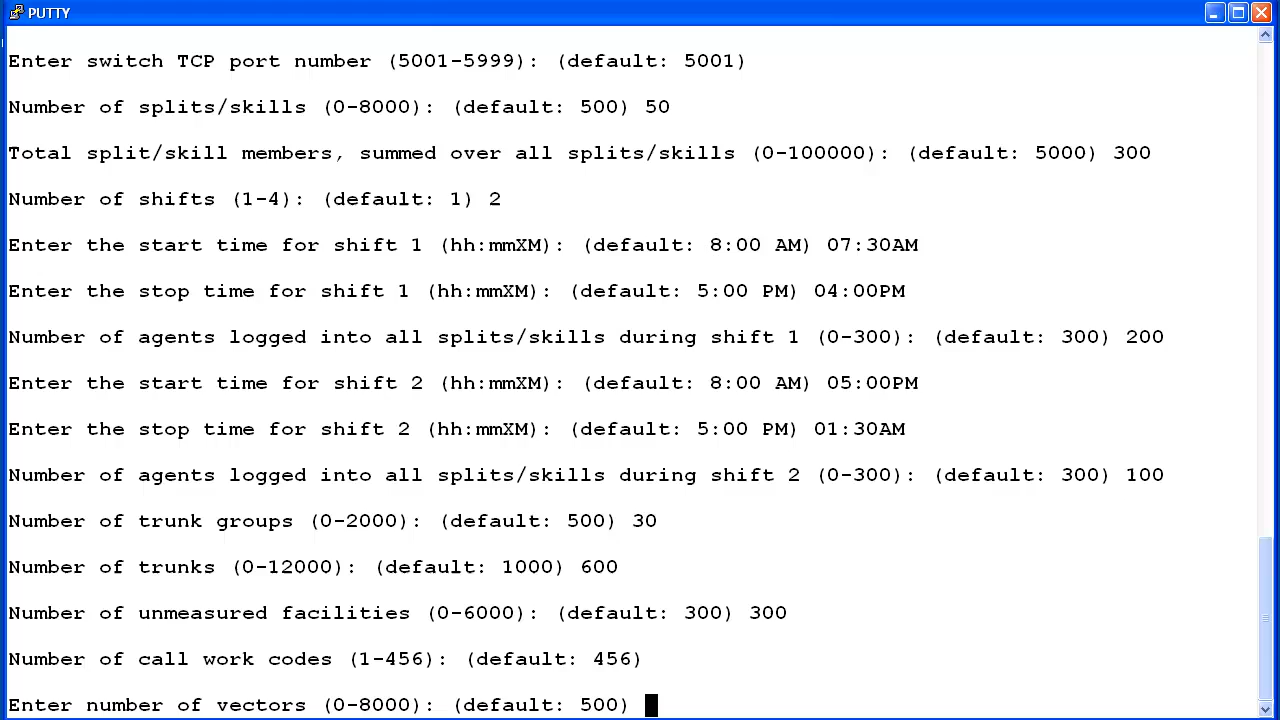 PUTTY
Enter switch TCP port number (5001-5999): (default: 5001)
Number of splits/skills (0-8000): (default: 500) 50
Total split/skill members, summed over all splits/skills (0-100000): (default: 5000) 300
Number of shifts (1-4): (default: 1) 2
Enter the start time for shift 1 (hh:mmXM): (default: 8:00 AM) 07:30AM
Enter the stop time for shift 1 (hh:mmXM): (default: 5:00 PM) 04:00PM
Number of agents logged into all splits/skills during shift 1 (0-300): (default: 300) 200
Enter the start time for shift 2 (hh:mmXM): (default: 8:00 AM) 05:00PM
Enter the stop time for shift 2 (hh:mmXM): (default: 5:00 PM) 01:30AM
Number of agents logged into all splits/skills during shift 2 (0-300): (default: 300) 100
Number of trunk groups (0-2000): (default: 500) 30
Number of trunks (0-12000): (default: 1000) 600
Number of unmeasured facilities (0-6000): (default: 300) 300
Number of call work codes (1-456): (default: 456)
Enter number of vectors (0-8000): (default: 500)